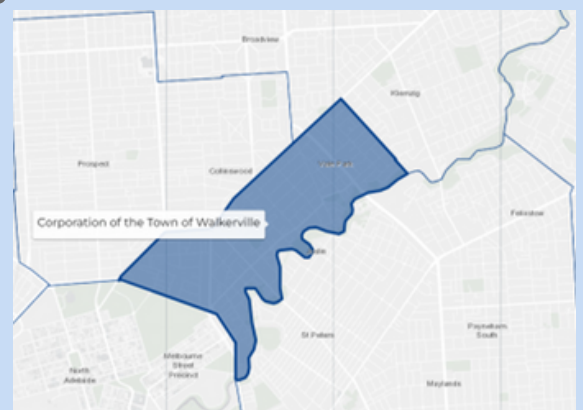 Broadview
Klemzig
Prospect
Collinswood
Corporation of the Town of Walkerville
Felixstow
St Peters
Payneham
South
Melbourne
Street
Precinct
North
Adelaide
Maylands